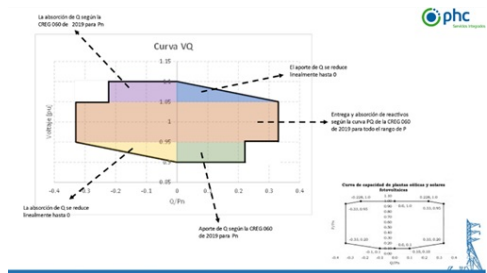 La absorción de Q según la
CREG 060 de 2019 para Pn
phc
Servicios Integrados
Curva VQ
El aporte de Q se reduce
linealmente hasta 0
Voltaje [pu]
1.15
1.05
1
0.95
0.9
Entrega y absorción de reactivos
según la curva PQ de la CREG 060
de 2019 para todo el rango de P
-0.4
-0.3
-0.2
-0.1
0
0.1
0.2
0.3
0.4
Q/Pn
La absorción de Q se reduce
linealmente hasta 0
Aporte de Q según la CREG 060
de 2019 para Pn
Curva de capacidad de plantas eólicas y solares
fotovoltaicas
Q/Pn